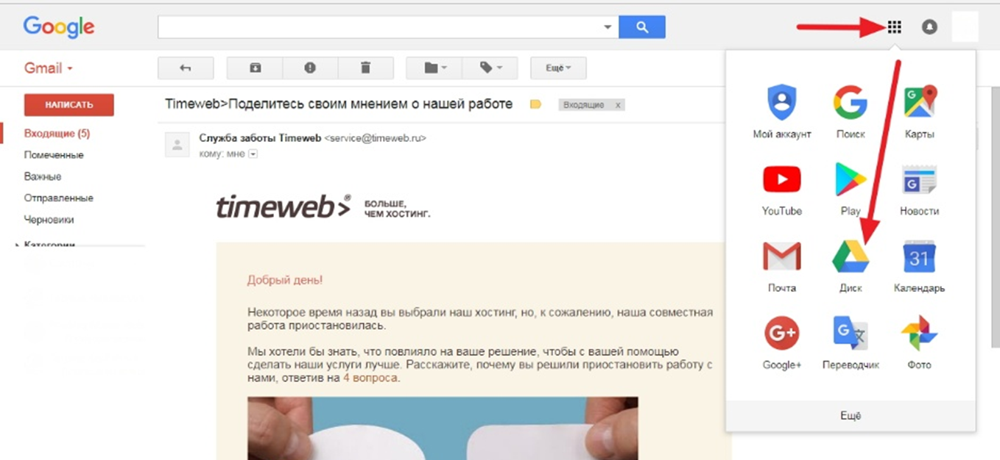 Google
Gmail
Ещё
НАПИСАТЬ
Входящие (5)
Помеченные
Важные
Отправленные
Черновики
Категории
Timeweb>Поделитесь своим мнением о нашей работе
Входящие x
Служба заботы Timeweb <service@timeweb.ru>
кому: мне
timeweb>®
БОЛЬШЕ,
ЧЕМ ХОСТИНГ.
Добрый день!
Некоторое время назад вы выбрали наш хостинг, но, к сожалению, наша совместная
работа приостановилась.
Мы хотели бы знать, что повлияло на ваше решение, чтобы с вашей помощью
сделать наши услуги лучше. Расскажите, почему вы решили приостановить работу с
нами, ответив на 4 вопроса.
Мой аккаунт Поиск Карты
YouTube Play Новости
31
Почта Диск Календарь
G+
Google+ Переводчик Фото
Ещё